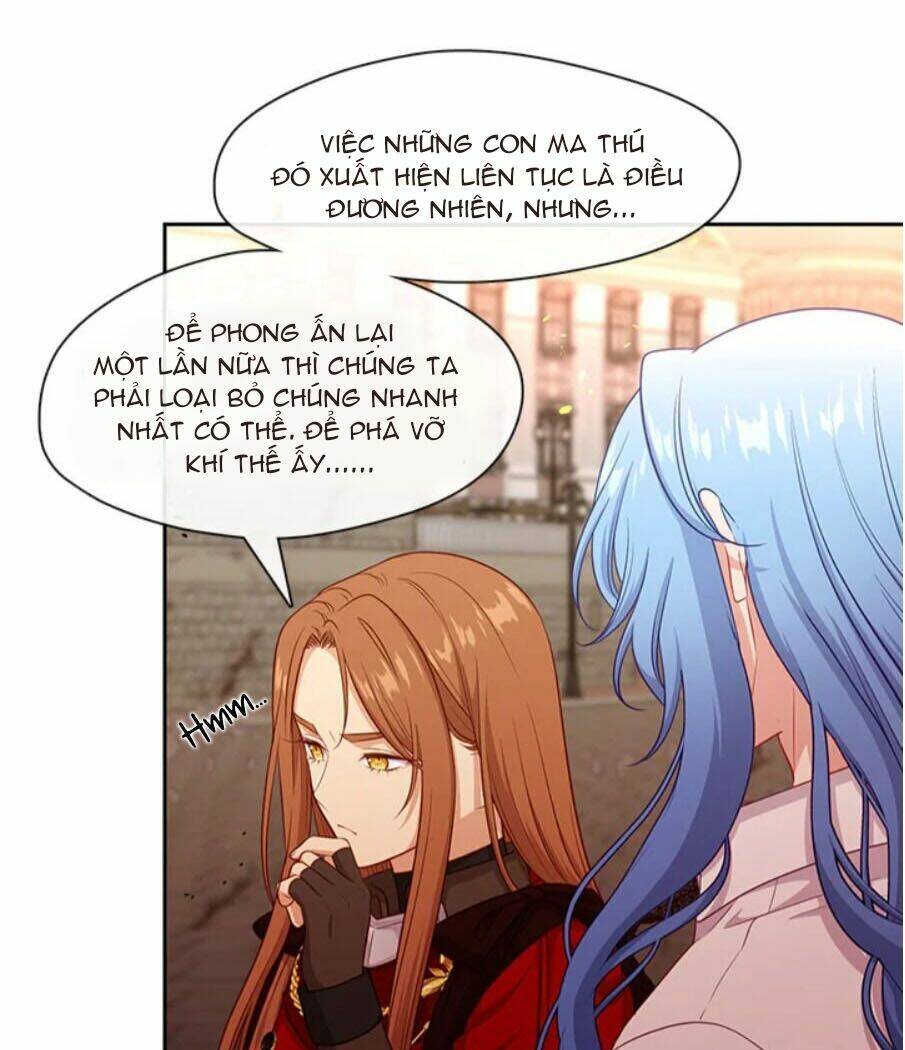 VIỆC NHỮNG CON MA THÚ
ĐÓ XUẤT HIỆN LIÊN TỤC LÀ ĐIỀU
ĐƯƠNG NHIÊN, NHƯNG...
ĐỂ PHONG ẤN LẠI
MỘT LẦN NỮA THÌ CHÚNG TA
PHẢI LOẠI BỎ CHÚNG NHANH
NHẤT CÓ THỂ. ĐỂ PHÁ VỠ
KHÍ THẾ ẤY......
Hmm...